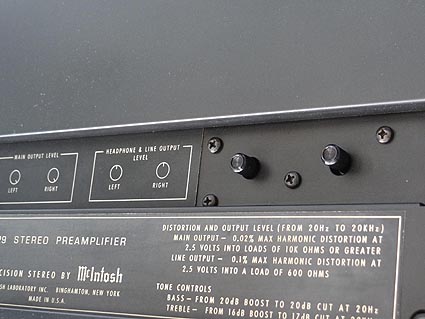 MAIN OUTPUT LEVEL
LEFT
RIGHT
HEADPHONE & LINE OUTPUT
LEVEL
LEFT
RIGHT
STEREO PREAMPLIFIER
STEREO BY McIntosh
LABORATORY INC. BINGHAMTON, NEW YORK
MADE IN U.S.A.
DISTORTION AND OUTPUT LEVEL (FROM 20Hz TO 20KHz)
MAIN OUTPUT - 0.02% MAX HARMONIC DISTORTION AT
2.5 VOLTS INTO LOADS OF 10K OHMS OR GREATER
LINE OUTPUT - 0.1% MAX HARMONIC DISTORTION AT
2.5 VOLTS INTO A LOAD OF 600 OHMS
TONE CONTROLS
BASS - FROM 20dB BOOST TO 20dB CUT AT 20Hz
TREBLE - FROM 16dB BOOST TO 17dB CUT AT